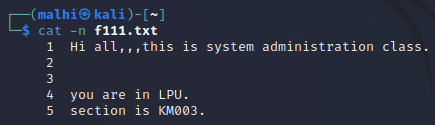 ┌──(malhi㉿kali)-[~]
└─$ cat -n f111.txt
     1  Hi all,,,this is system administration class.
     2
     3
     4  you are in LPU.
     5  section is KM003.